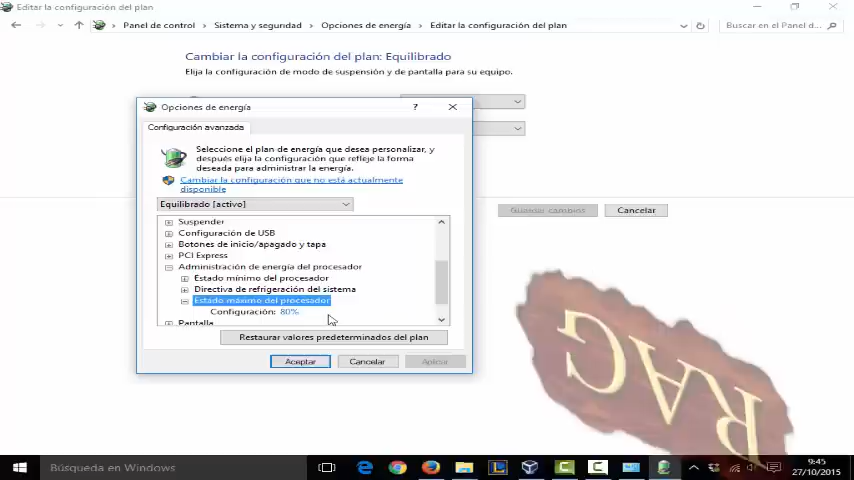 Editar la configuración del plan
Panel de control > Sistema y seguridad > Opciones de energía > Editar la configuración del plan
Buscar en el Panel d...
Cambiar la configuración del plan: Equilibrado
Elija la configuración de modo de suspensión y de pantalla para su equipo.
Opciones de energía
Configuración avanzada
Seleccione el plan de energía que desea personalizar, y
después elija la configuración que refleje la forma
deseada para administrar la energía.
Cambiar la configuración que no está actualmente
disponible
Equilibrado [activo]
Suspender
Configuración de USB
Botones de inicio/apagado y tapa
PCI Express
Administración de energía del procesador
Estado mínimo del procesador
Directiva de refrigeración del sistema
Estado máximo del procesador
Configuración: 80%
Pantalla
Restaurar valores predeterminados del plan
Aceptar
Cancelar
Aplicar
Guardar cambios
Cancelar
RAG
Búsqueda en Windows
9:45
27/10/2015